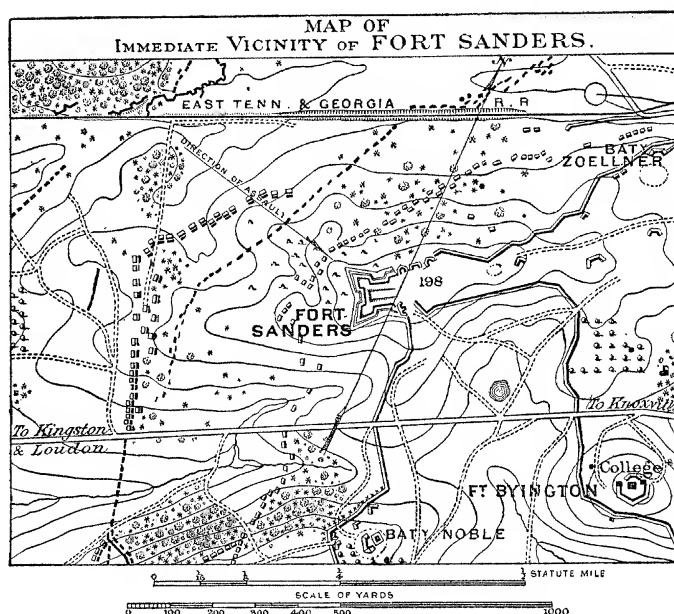 MAP OF
IMMEDIATE VICINITY OF FORT SANDERS.
N
EAST TENN. & GEORGIA R R
DIRECTION OF ASSAULT
BATY
ZOELLNER
198
FORT
SANDERS
To Kingston
& Loudon
To Knoxville
College
FT. BYINGTON
BATY NOBLE
STATUTE MILE
SCALE OF YARDS
0 100 200 300 400 500 1000